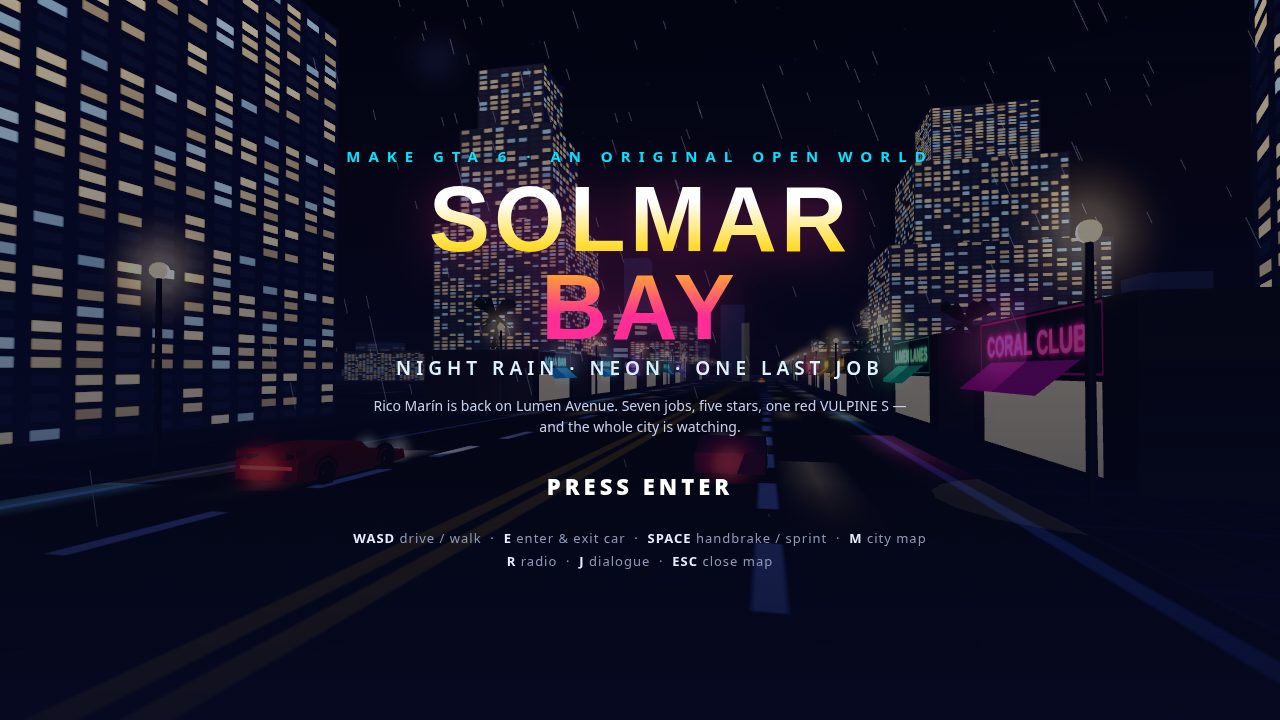 MAKE GTA 6 · AN ORIGINAL OPEN WORLD
SOLMAR
BAY
NIGHT RAIN · NEON · ONE LAST JOB
Rico Marín is back on Lumen Avenue. Seven jobs, five stars, one red VULPINE S —
and the whole city is watching.
PRESS ENTER
WASD drive / walk · E enter & exit car · SPACE handbrake / sprint · M city map
R radio · J dialogue · ESC close map
LUMEN LANES
CORAL CLUB